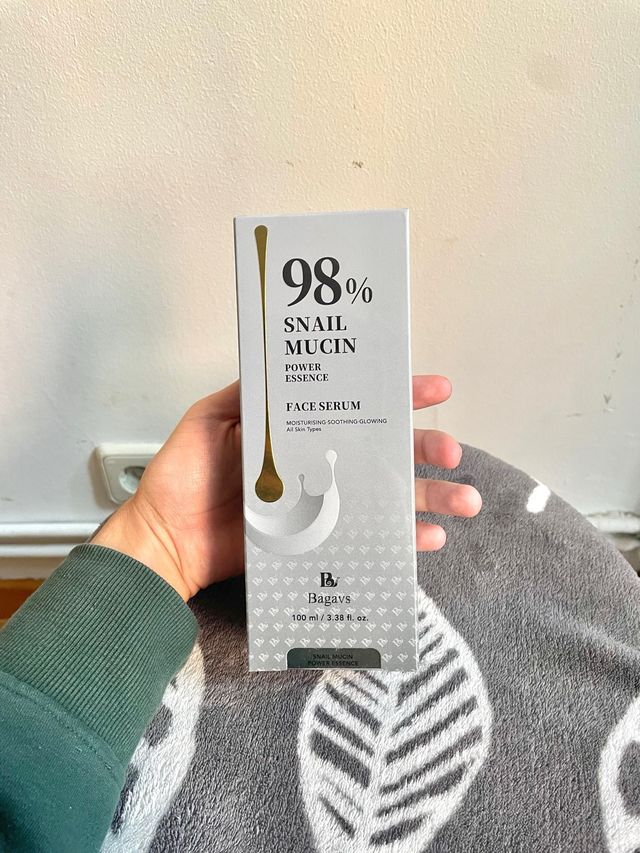 98%
SNAIL
MUCIN
POWER
ESSENCE
FACE SERUM
MOISTURISING-SOOTHING-GLOWING
All Skin Types
Bagavs
100 ml / 3.38 fl. oz.
SNAIL MUCIN
POWER ESSENCE